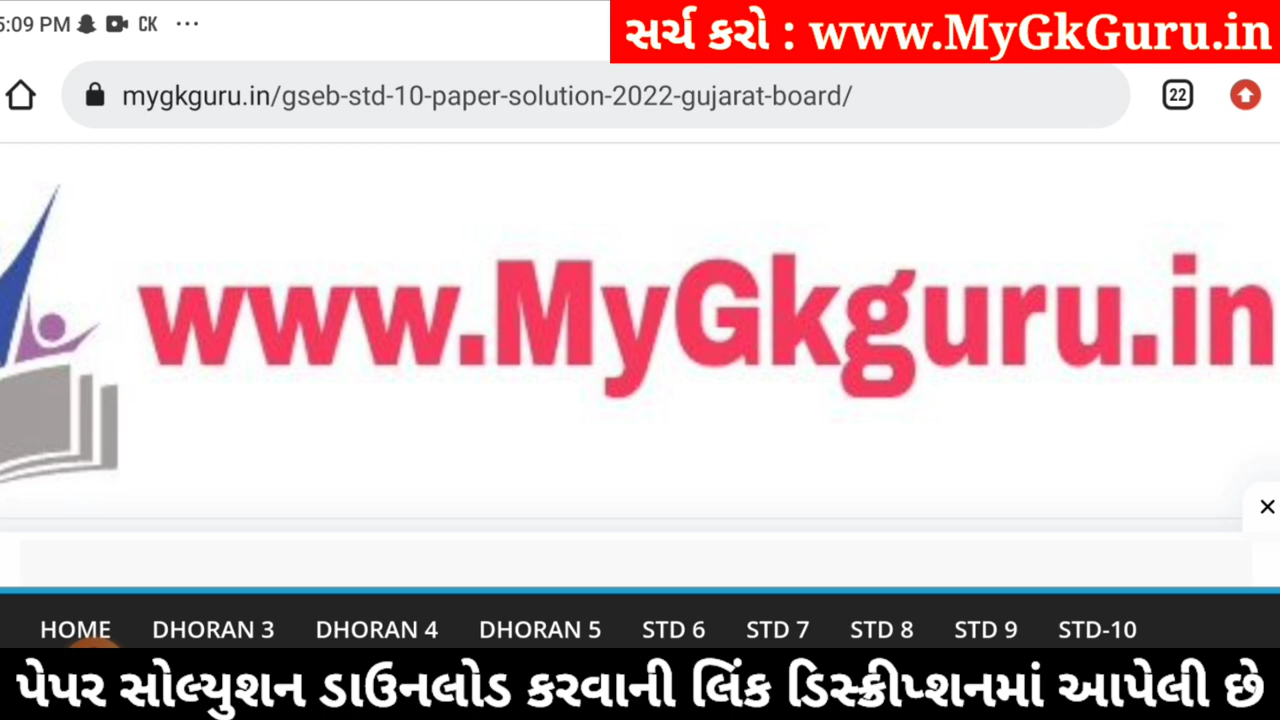 5:09 PM CK ...
સર્ચ કરો : www.MyGkGuru.in
mygkguru.in/gseb-std-10-paper-solution-2022-gujarat-board/
22
www.MyGkguru.in
HOME DHORAN 3 DHORAN 4 DHORAN 5 STD 6 STD 7 STD 8 STD 9 STD-10
પેપર સોલ્યુશન ડાઉનલોડ કરવાની લિંક ડિસ્ક્રીપ્શનમાં આપેલી છે